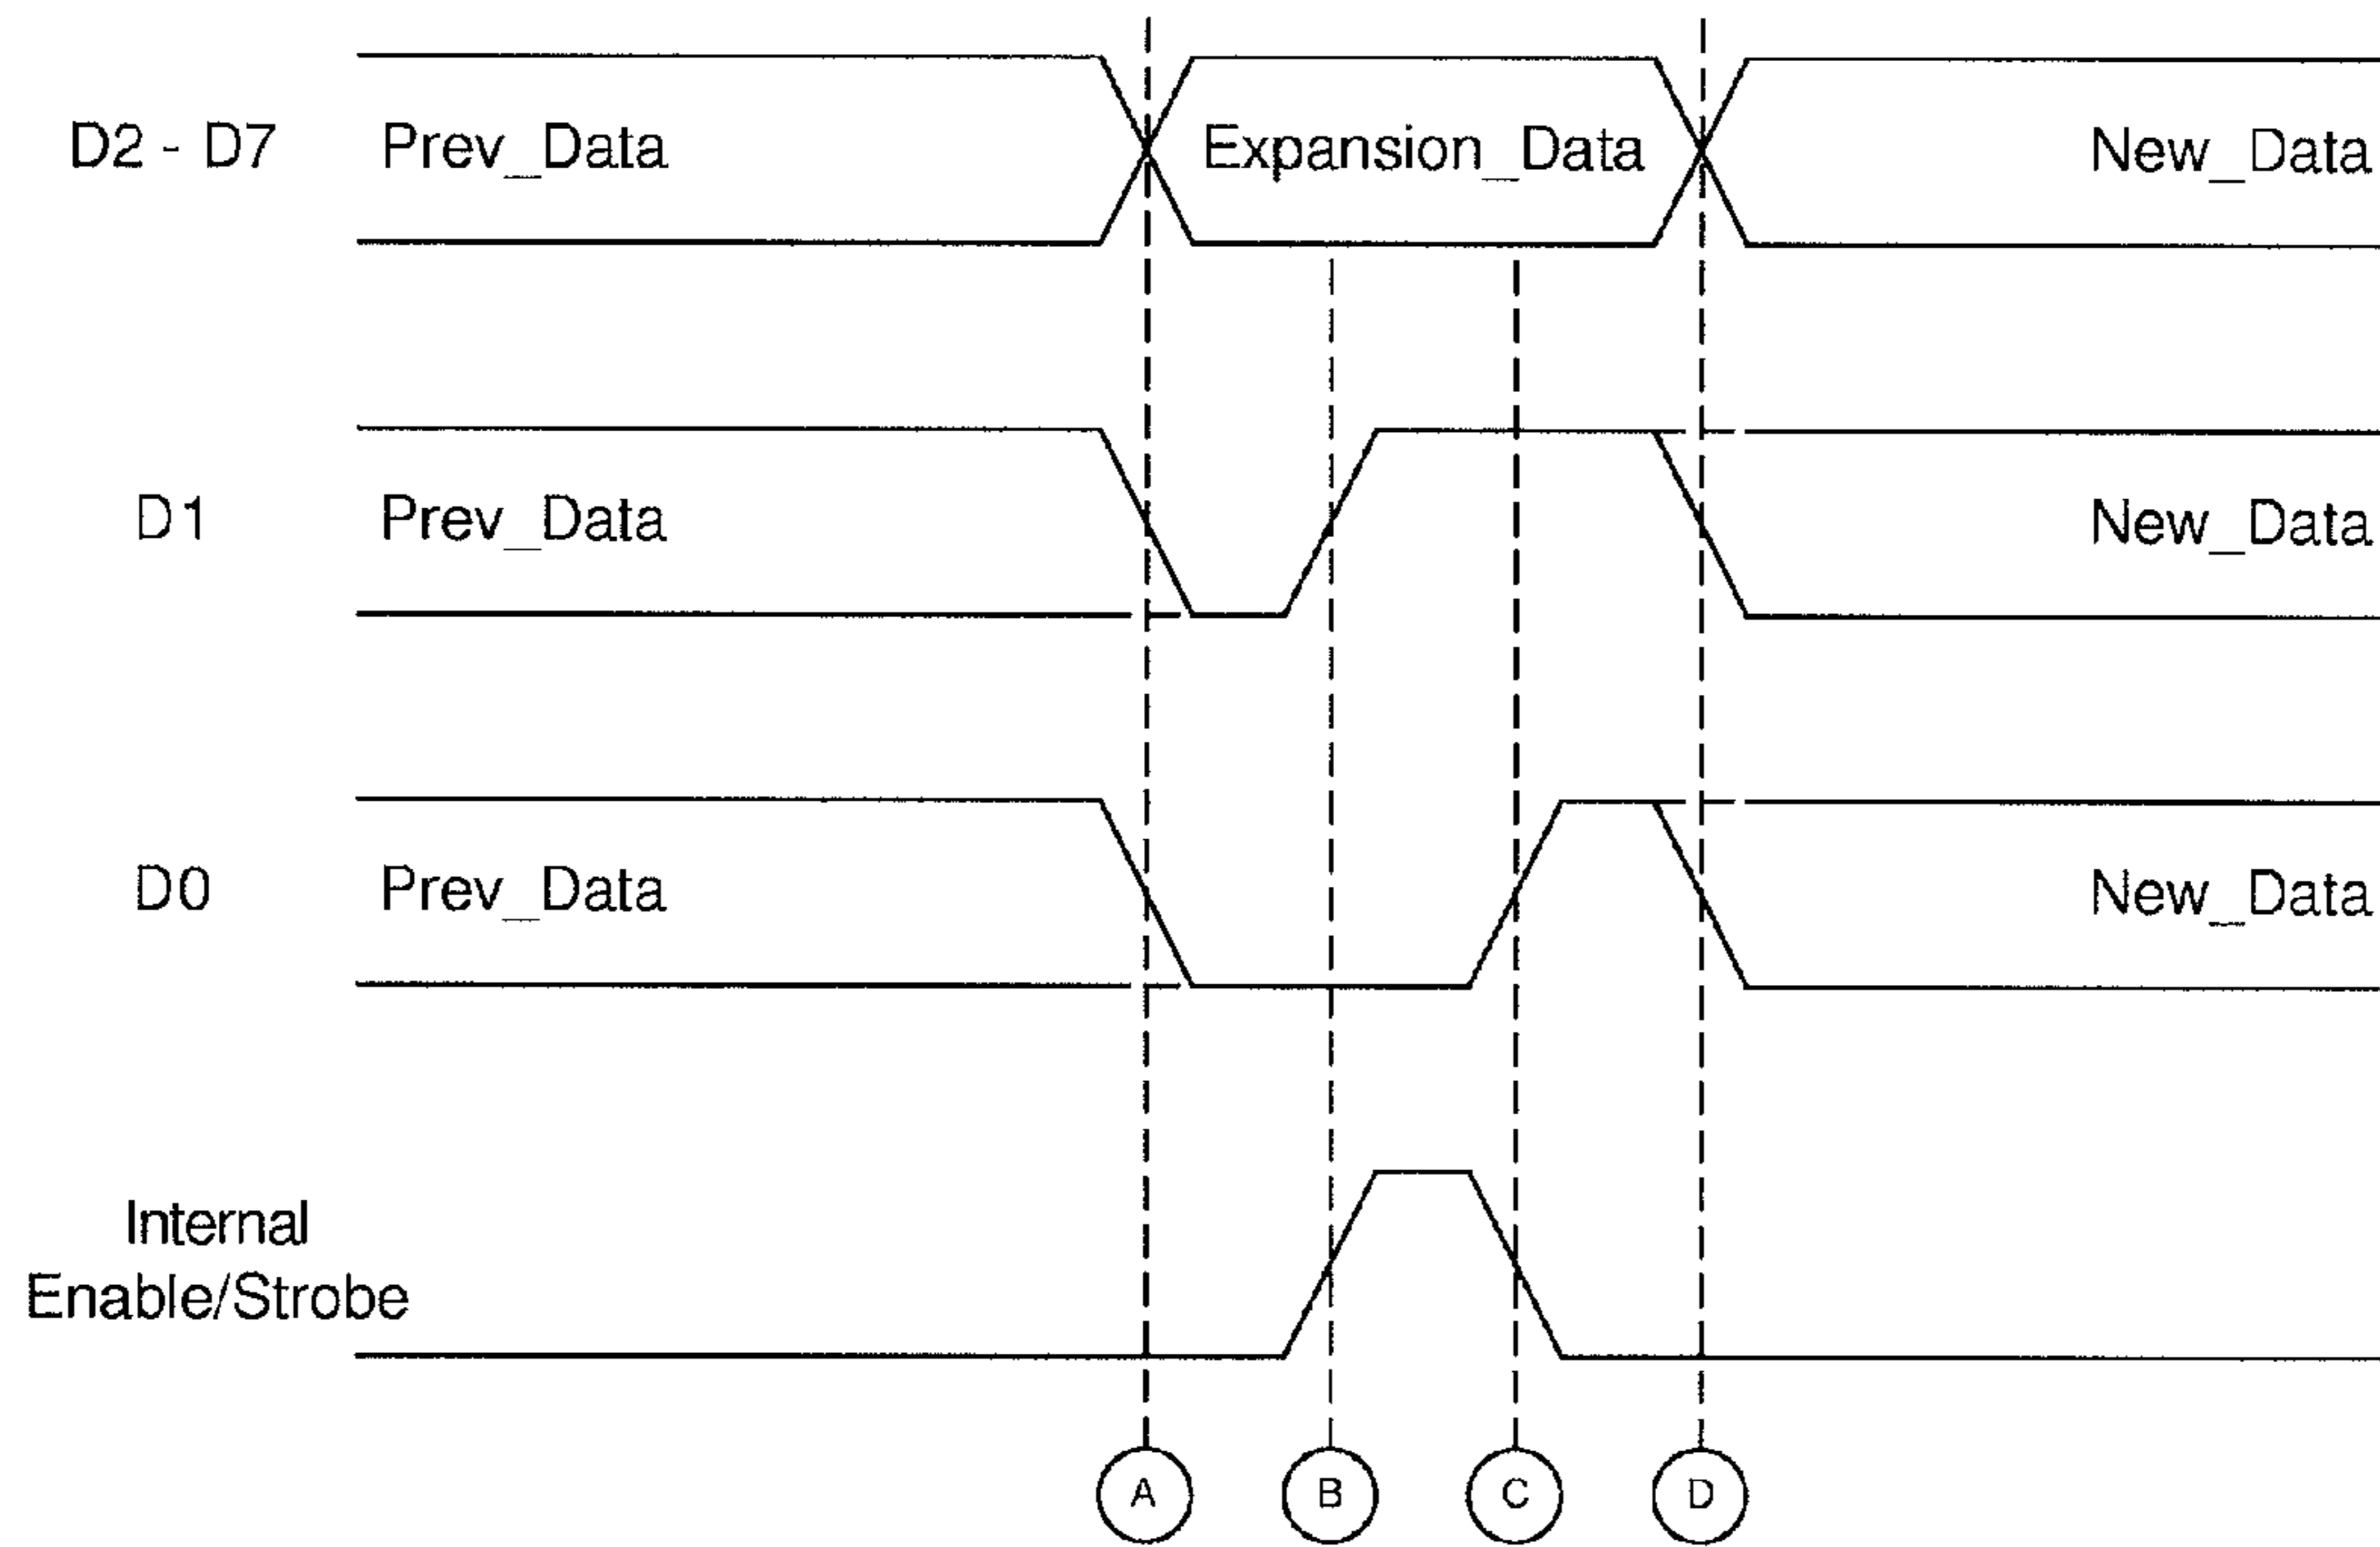 D2 - D7 Prev_Data Expansion_Data New_Data
D1 Prev_Data New_Data
D0 Prev_Data New_Data
Internal
Enable/Strobe
A B C D